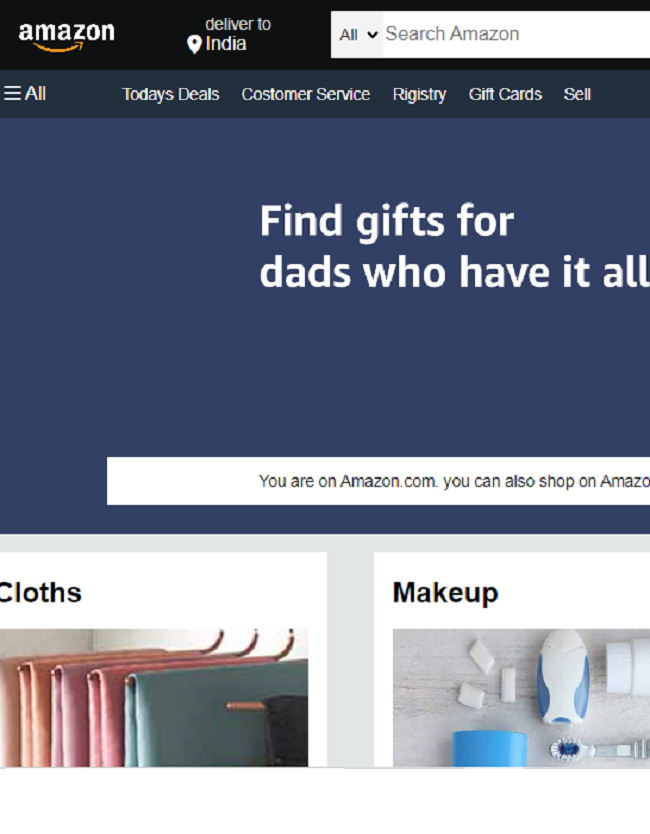 amazon
deliver to
India
All
Search Amazon
All
Todays Deals
Costomer Service
Rigistry
Gift Cards
Sell
Find gifts for
dads who have it all
You are on Amazon.com. you can also shop on Amazo
Cloths
Makeup